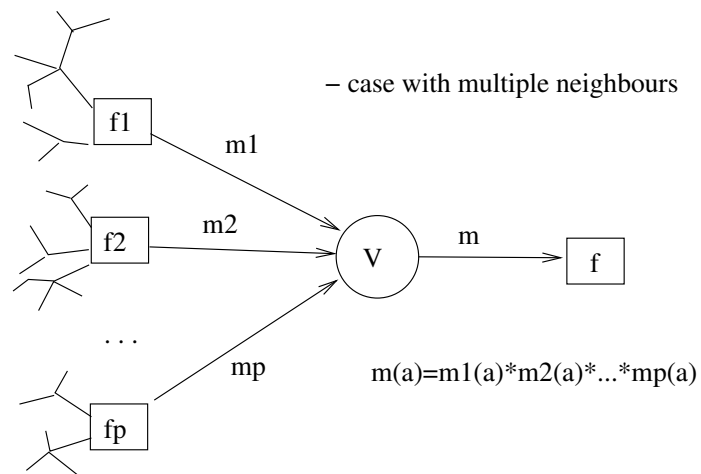 – case with multiple neighbours
f1
m1
f2
m2
V
m
f
. . .
mp
m(a)=m1(a)*m2(a)*...*mp(a)
fp